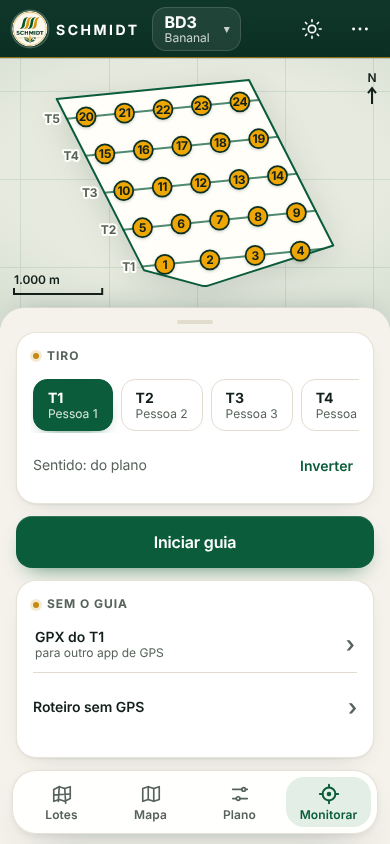 SCHMIDT
SCHMIDT
BD3
Bananal
N
T5
20
21
22
23
24
T4
15
16
17
18
19
T3
10
11
12
13
14
T2
5
6
7
8
9
T1
1
2
3
4
1.000 m
TIRO
T1
Pessoa 1
T2
Pessoa 2
T3
Pessoa 3
T4
Pessoa
Sentido: do plano
Inverter
Iniciar guia
SEM O GUIA
GPX do T1
para outro app de GPS
Roteiro sem GPS
Lotes
Mapa
Plano
Monitorar